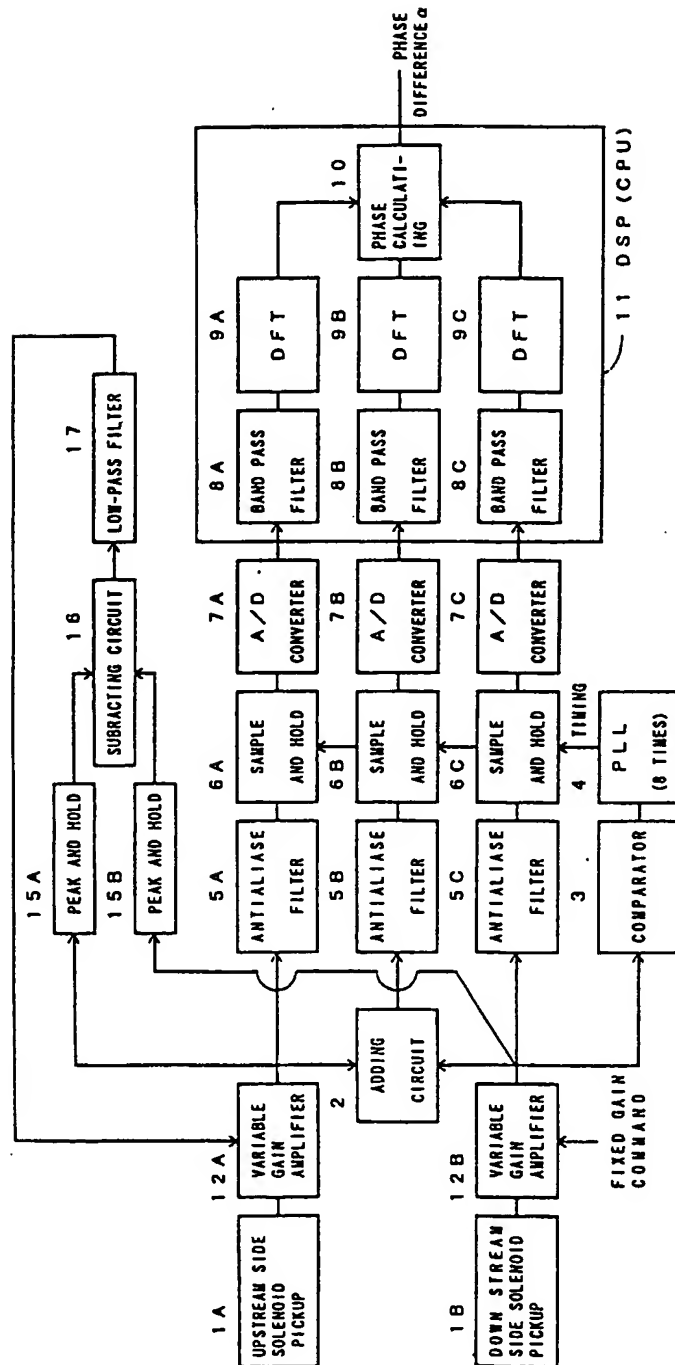 1A
UPSTREAM SIDE
SOLENOID
PICKUP
1B
DOWN STREAM
SIDE SOLENOID
PICKUP
12A
VARIABLE
GAIN
AMPLIFIER
12B
VARIABLE
GAIN
AMPLIFIER
FIXED GAIN
COMMAND
2
ADDING
CIRCUIT
15A
PEAK AND HOLD
15B
PEAK AND HOLD
16
SUBRACTING CIRCUIT
17
LOW-PASS FILTER
5A
ANTIALIASE
FILTER
5B
ANTIALIASE
FILTER
5C
ANTIALIASE
FILTER
3
COMPARATOR
6A
SAMPLE
AND HOLD
6B
SAMPLE
AND HOLD
6C
SAMPLE
AND HOLD
4
TIMING
PLL
(8 TIMES)
7A
A/D
CONVERTER
7B
A/D
CONVERTER
7C
A/D
CONVERTER
8A
BAND PASS
FILTER
8B
BAND PASS
FILTER
8C
BAND PASS
FILTER
9A
DFT
9B
DFT
9C
DFT
10
PHASE
CALCULATI-
ING
11 DSP (CPU)
PHASE
DIFFERENCE α